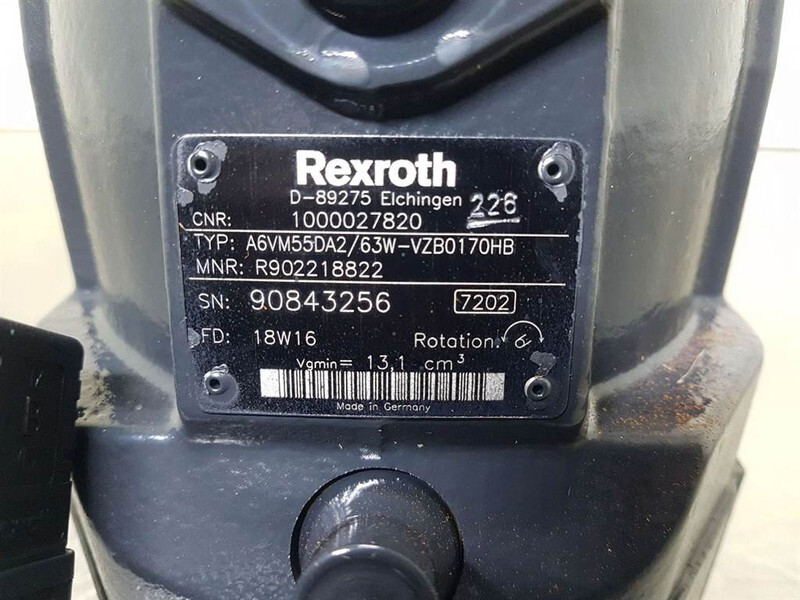 Rexroth
D-89275 Elchingen 226
CNR: 1000027820
TYP: A6VM55DA2/63W-VZB0170HB
MNR: R902218822
SN: 90843256 7202
FD: 18W16 Rotation:
Vgmin= 13,1 cm³
Made in Germany